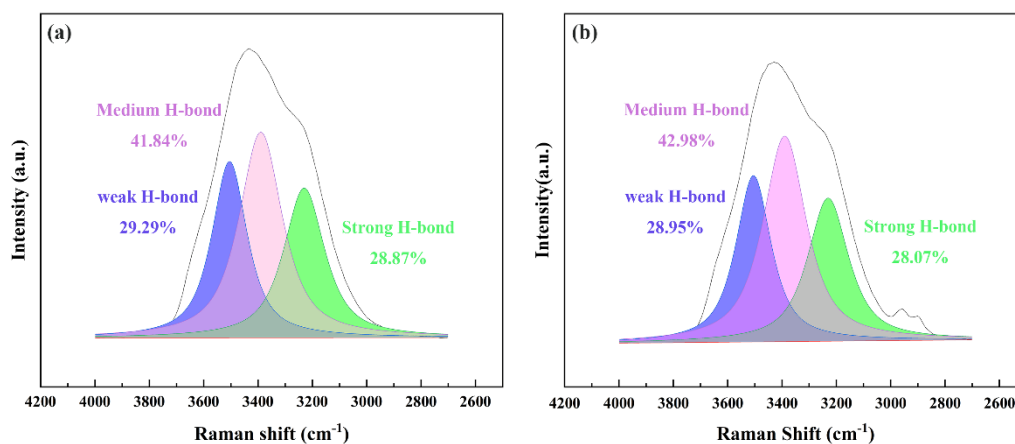 (a)
Medium H-bond
41.84%
weak H-bond
29.29%
Strong H-bond
28.87%
Intensity (a.u.)
4200 4000 3800 3600 3400 3200 3000 2800 2600
Raman shift (cm⁻¹)
(b)
Medium H-bond
42.98%
weak H-bond
28.95%
Strong H-bond
28.07%
Intensity(a.u.)
4200 4000 3800 3600 3400 3200 3000 2800 2600
Raman Shift (cm⁻¹)